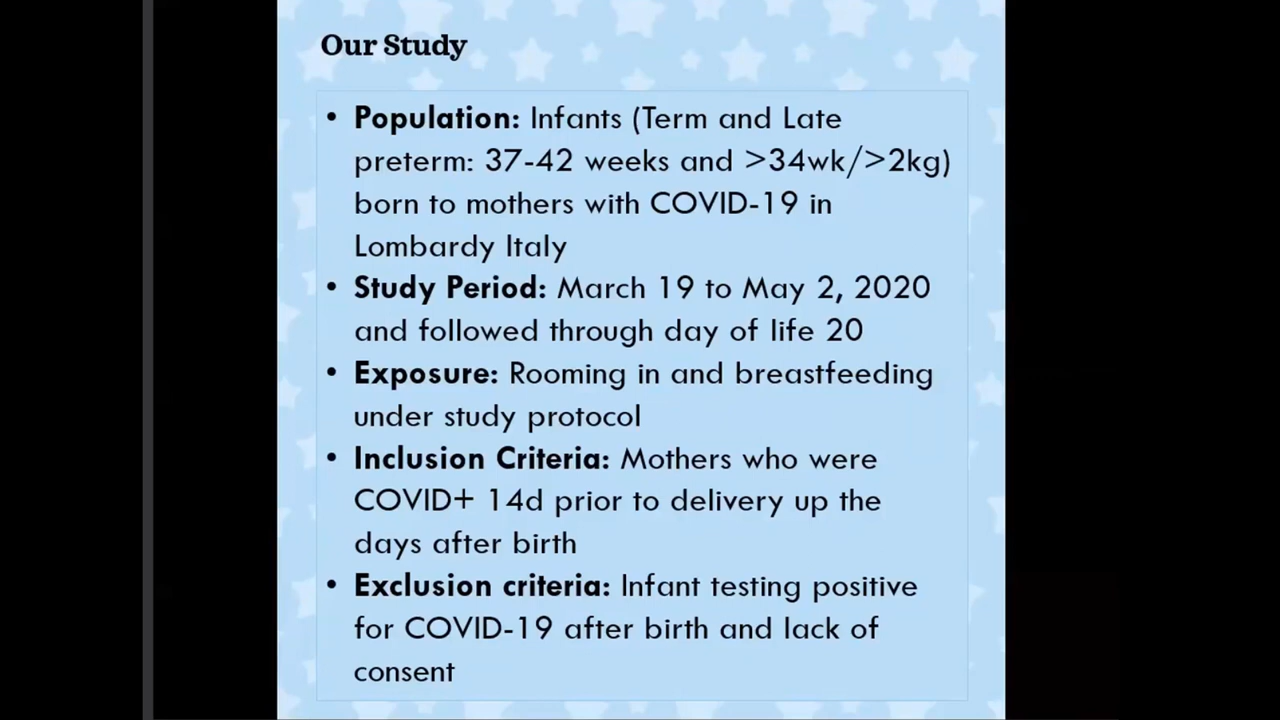 Our Study
• Population: Infants (Term and Late
preterm: 37-42 weeks and >34wk/>2kg)
born to mothers with COVID-19 in
Lombardy Italy
• Study Period: March 19 to May 2, 2020
and followed through day of life 20
• Exposure: Rooming in and breastfeeding
under study protocol
• Inclusion Criteria: Mothers who were
COVID+ 14d prior to delivery up the
days after birth
• Exclusion criteria: Infant testing positive
for COVID-19 after birth and lack of
consent